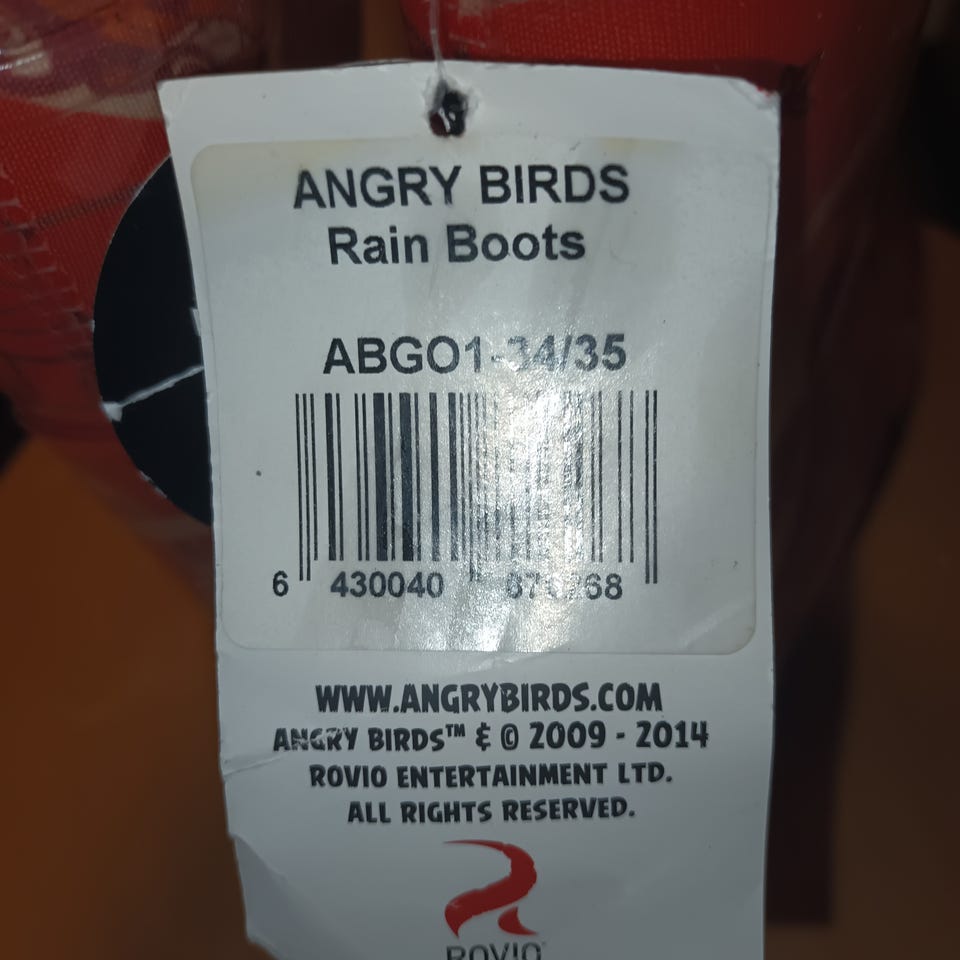 ANGRY BIRDS
Rain Boots
ABGO1-34/35
6 430040
WWW.ANGRYBIRDS.COM
ANGRY BIRDS™ & © 2009 - 2014
ROVIO ENTERTAINMENT LTD.
ALL RIGHTS RESERVED.
ROVIO